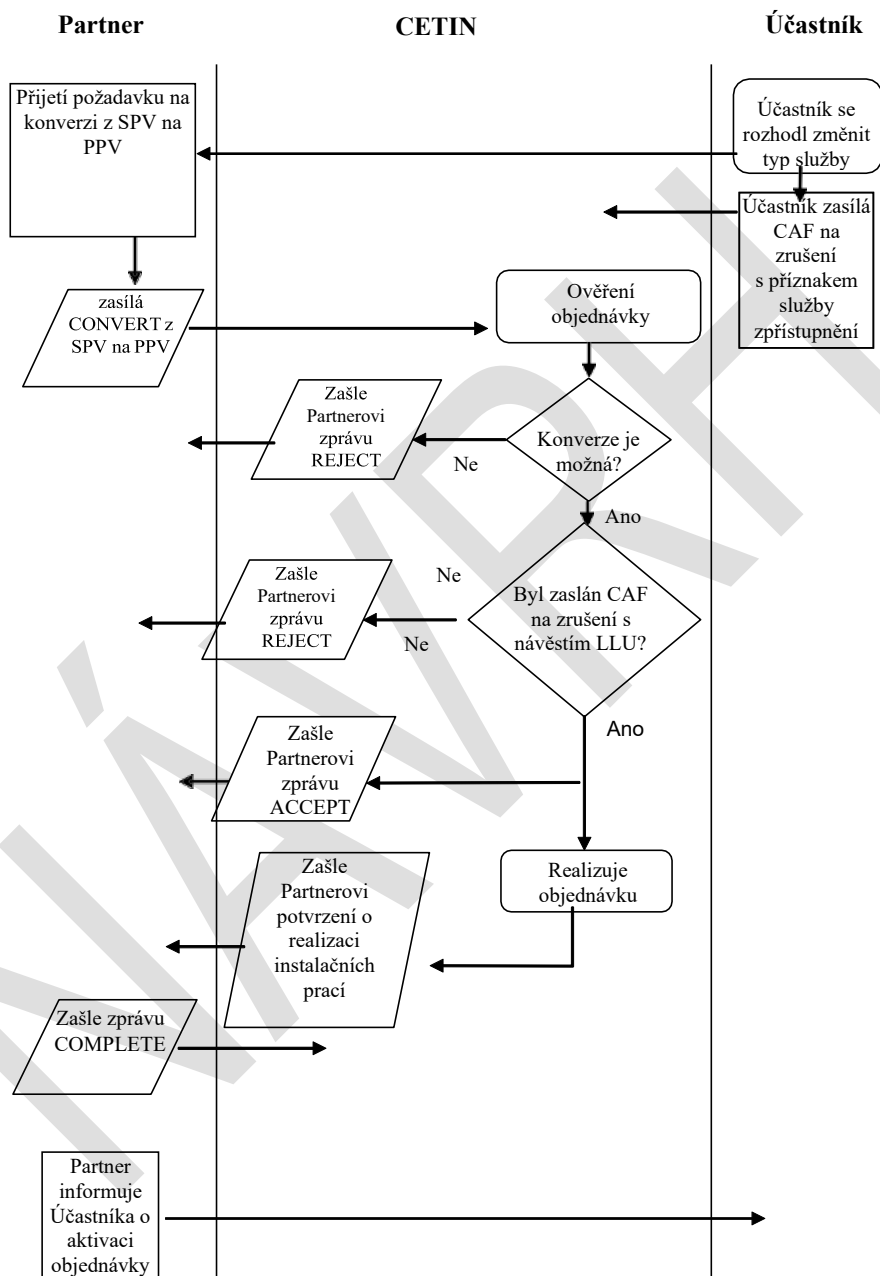 Partner
CETIN
Účastník
Přijetí požadavku na
konverzi z SPV na
PPV
Účastník se
rozhodl změnit
typ služby
Účastník zasílá
CAF na
zrušení
s příznakem
služby
zpřístupnění
zasílá
CONVERT z
SPV na PPV
Ověření
objednávky
Zašle
Partnerovi
zprávu
REJECT
Ne
Konverze je
možná?
Ano
Zašle
Partnerovi
zprávu
REJECT
Ne
Ne
Byl zaslán CAF
na zrušení s
návěstím LLU?
Ano
Zašle
Partnerovi
zprávu
ACCEPT
Realizuje
objednávku
Zašle
Partnerovi
potvrzení o
realizaci
instalačních
prací
Zašle zprávu
COMPLETE
Partner
informuje
Účastníka o
aktivaci
objednávky
NÁVRH